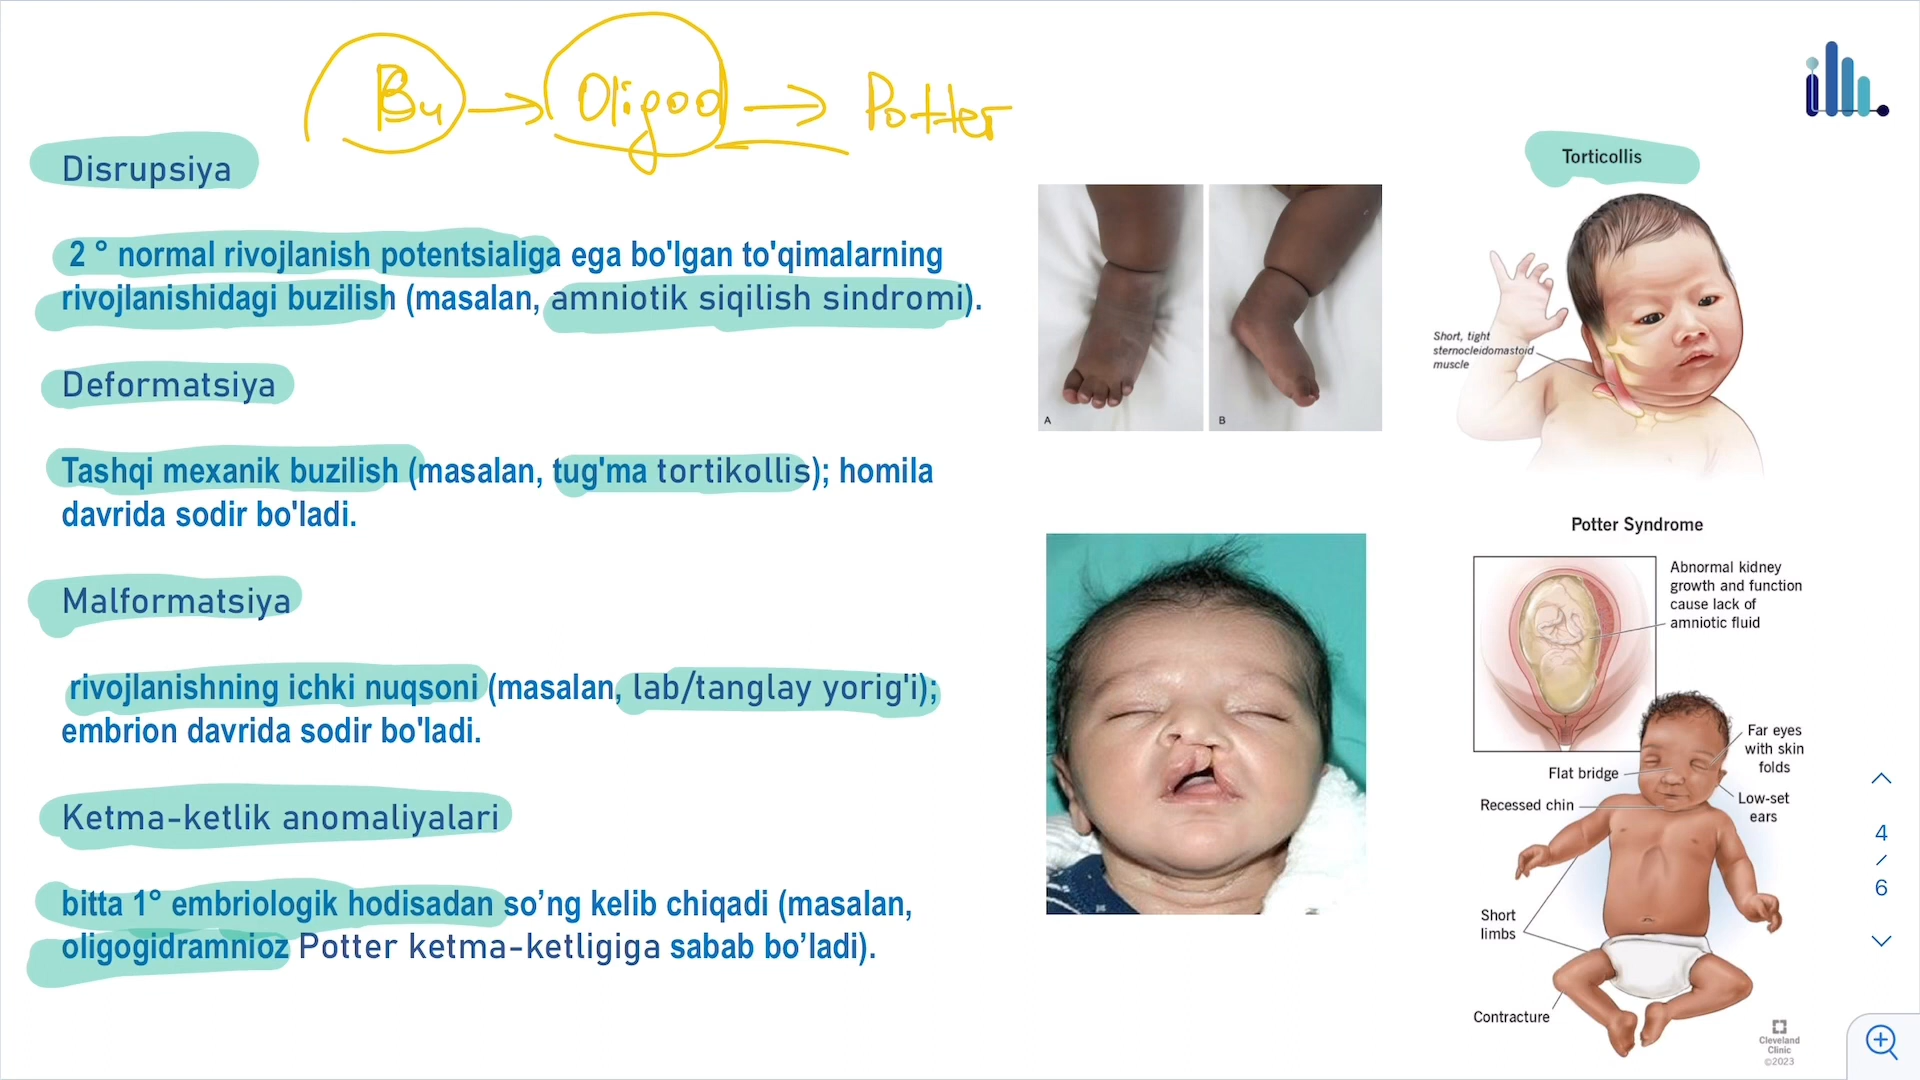 Bu → Oligod → Potter
Disrupsiya
2 ° normal rivojlanish potentsialiga ega bo'lgan to'qimalarning
rivojlanishidagi buzilish (masalan, amniotik siqilish sindromi).
Deformatsiya
Tashqi mexanik buzilish (masalan, tug'ma tortikollis); homila
davrida sodir bo'ladi.
Malformatsiya
rivojlanishning ichki nuqsoni (masalan, lab/tanglay yorig'i);
embrion davrida sodir bo'ladi.
Ketma-ketlik anomaliyalari
bitta 1° embriologik hodisadan so’ng kelib chiqadi (masalan,
oligogidramnioz Potter ketma-ketligiga sabab bo’ladi).
A
B
Torticollis
Short, tight
sternocleidomastoid
muscle
Potter Syndrome
Abnormal kidney
growth and function
cause lack of
amniotic fluid
Far eyes
with skin
folds
Flat bridge
Recessed chin
Low-set
ears
Short
limbs
Contracture
Cleveland
Clinic
©2023
4
/
6